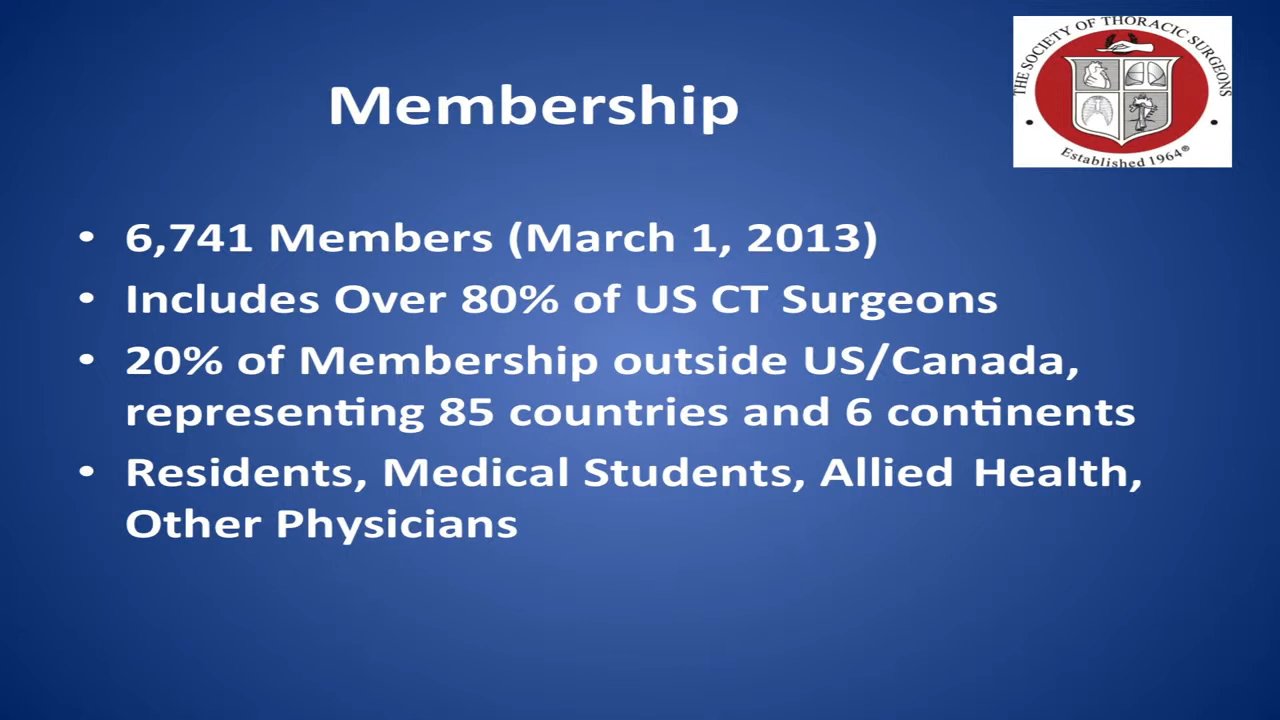 THE SOCIETY OF THORACIC SURGEONS
Established 1964®
Membership
• 6,741 Members (March 1, 2013)
• Includes Over 80% of US CT Surgeons
• 20% of Membership outside US/Canada,
representing 85 countries and 6 continents
• Residents, Medical Students, Allied Health,
Other Physicians